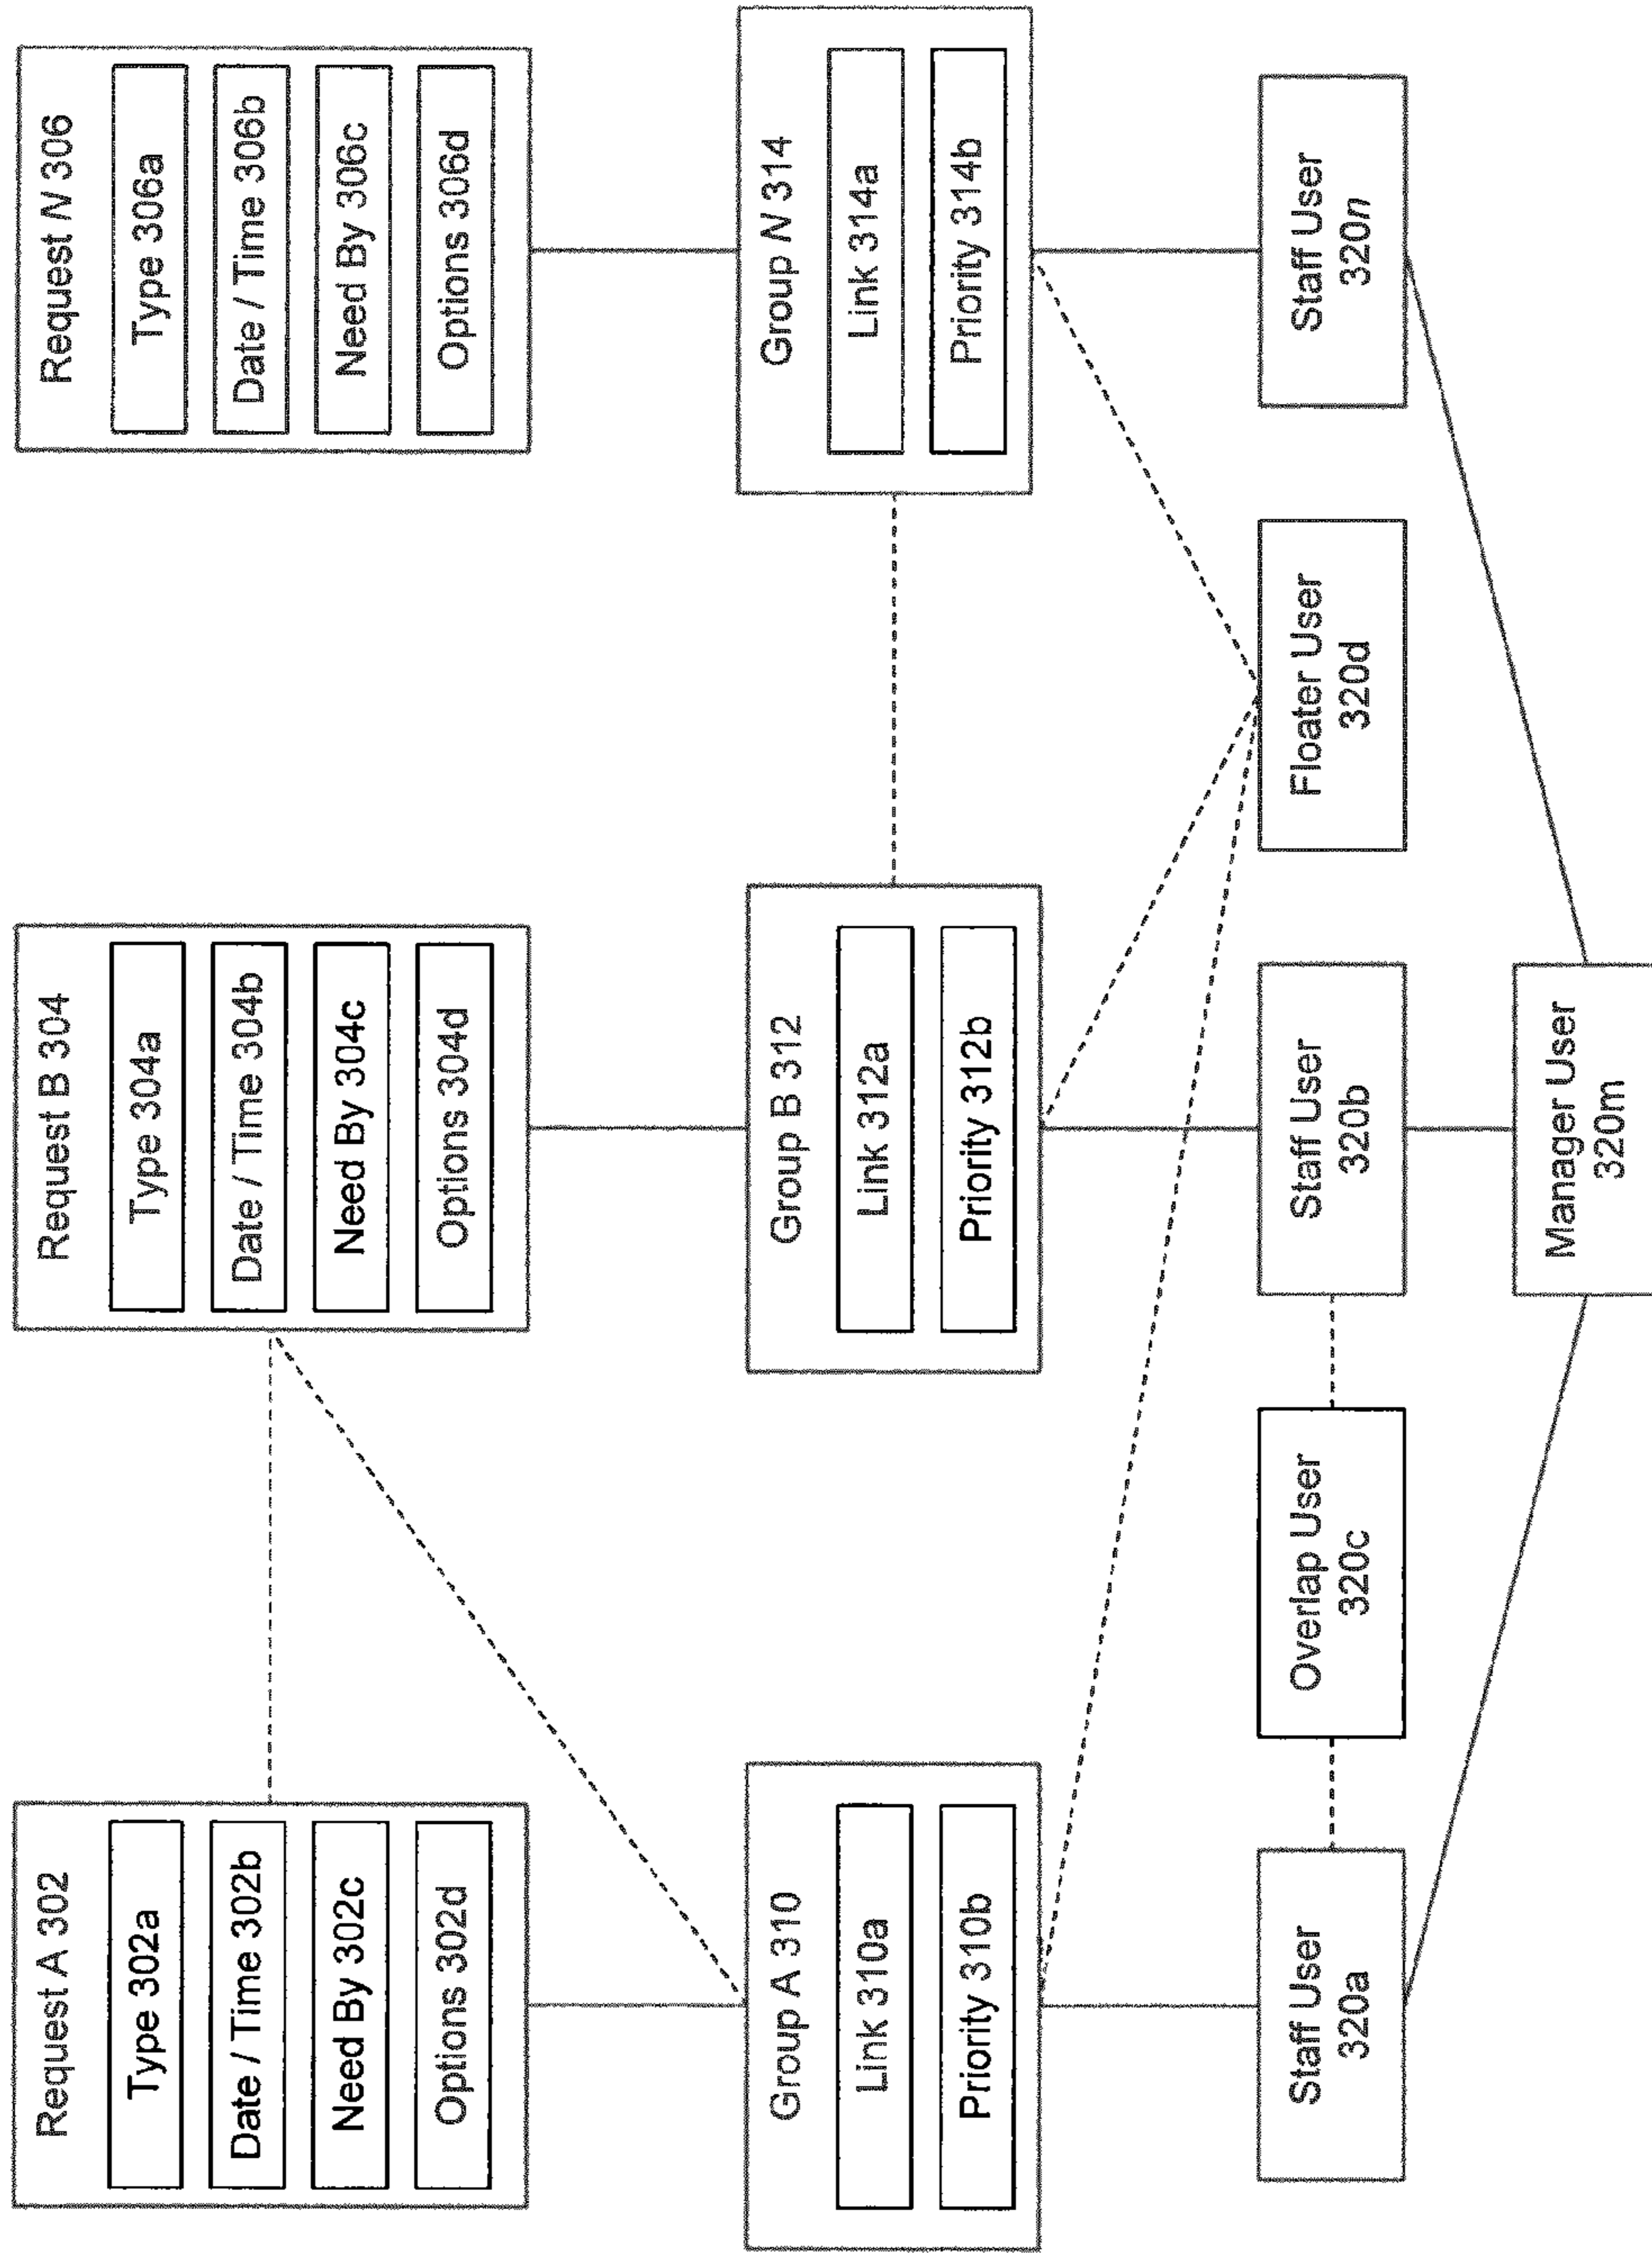 Request A 302
Type 302a
Date / Time 302b
Need By 302c
Options 302d
Request B 304
Type 304a
Date / Time 304b
Need By 304c
Options 304d
Request N 306
Type 306a
Date / Time 306b
Need By 306c
Options 306d
Group A 310
Link 310a
Priority 310b
Group B 312
Link 312a
Priority 312b
Group N 314
Link 314a
Priority 314b
Staff User
320a
Overlap User
320c
Staff User
320b
Floater User
320d
Staff User
320n
Manager User
320m